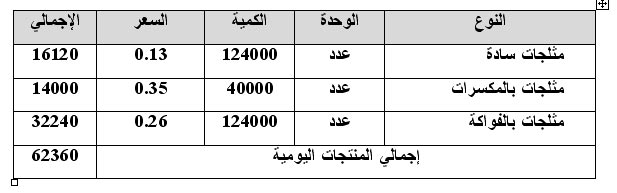 النوع الوحدة الكمية السعر الإجمالي
مثلجات سادة عدد 124000 0.13 16120
مثلجات بالمكسرات عدد 40000 0.35 14000
مثلجات بالفواكة عدد 124000 0.26 32240
إجمالي المنتجات اليومية 62360